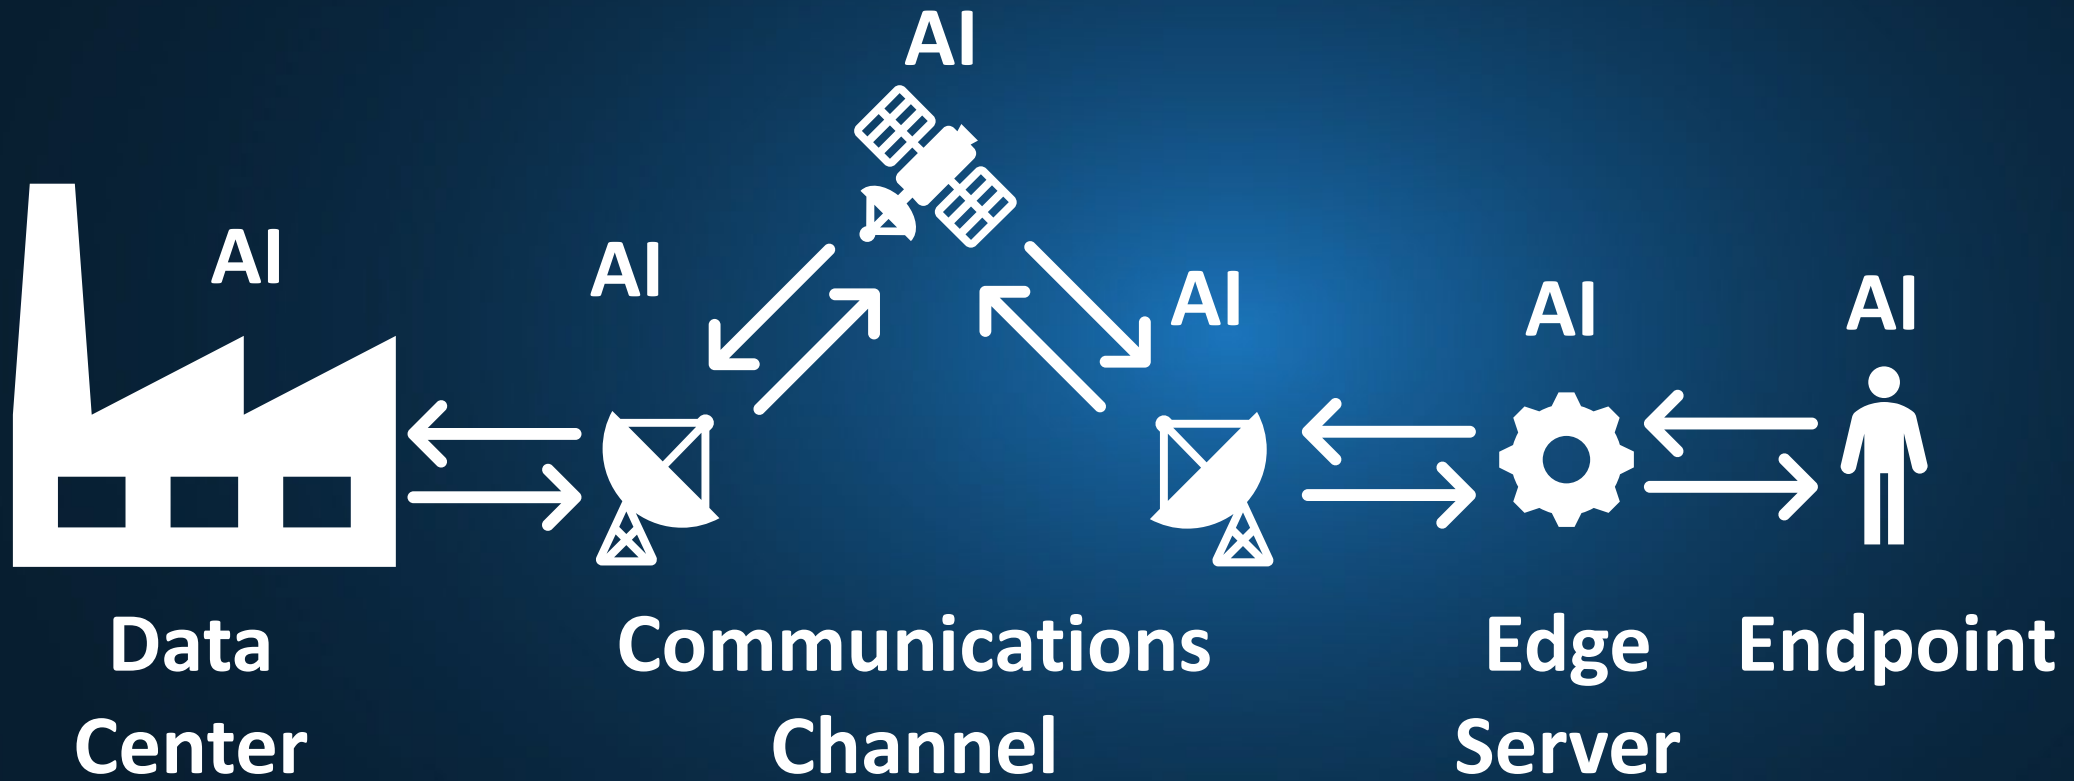 AI
AI
AI
AI
AI
AI
Data
Center
Communications
Channel
Edge
Server
Endpoint